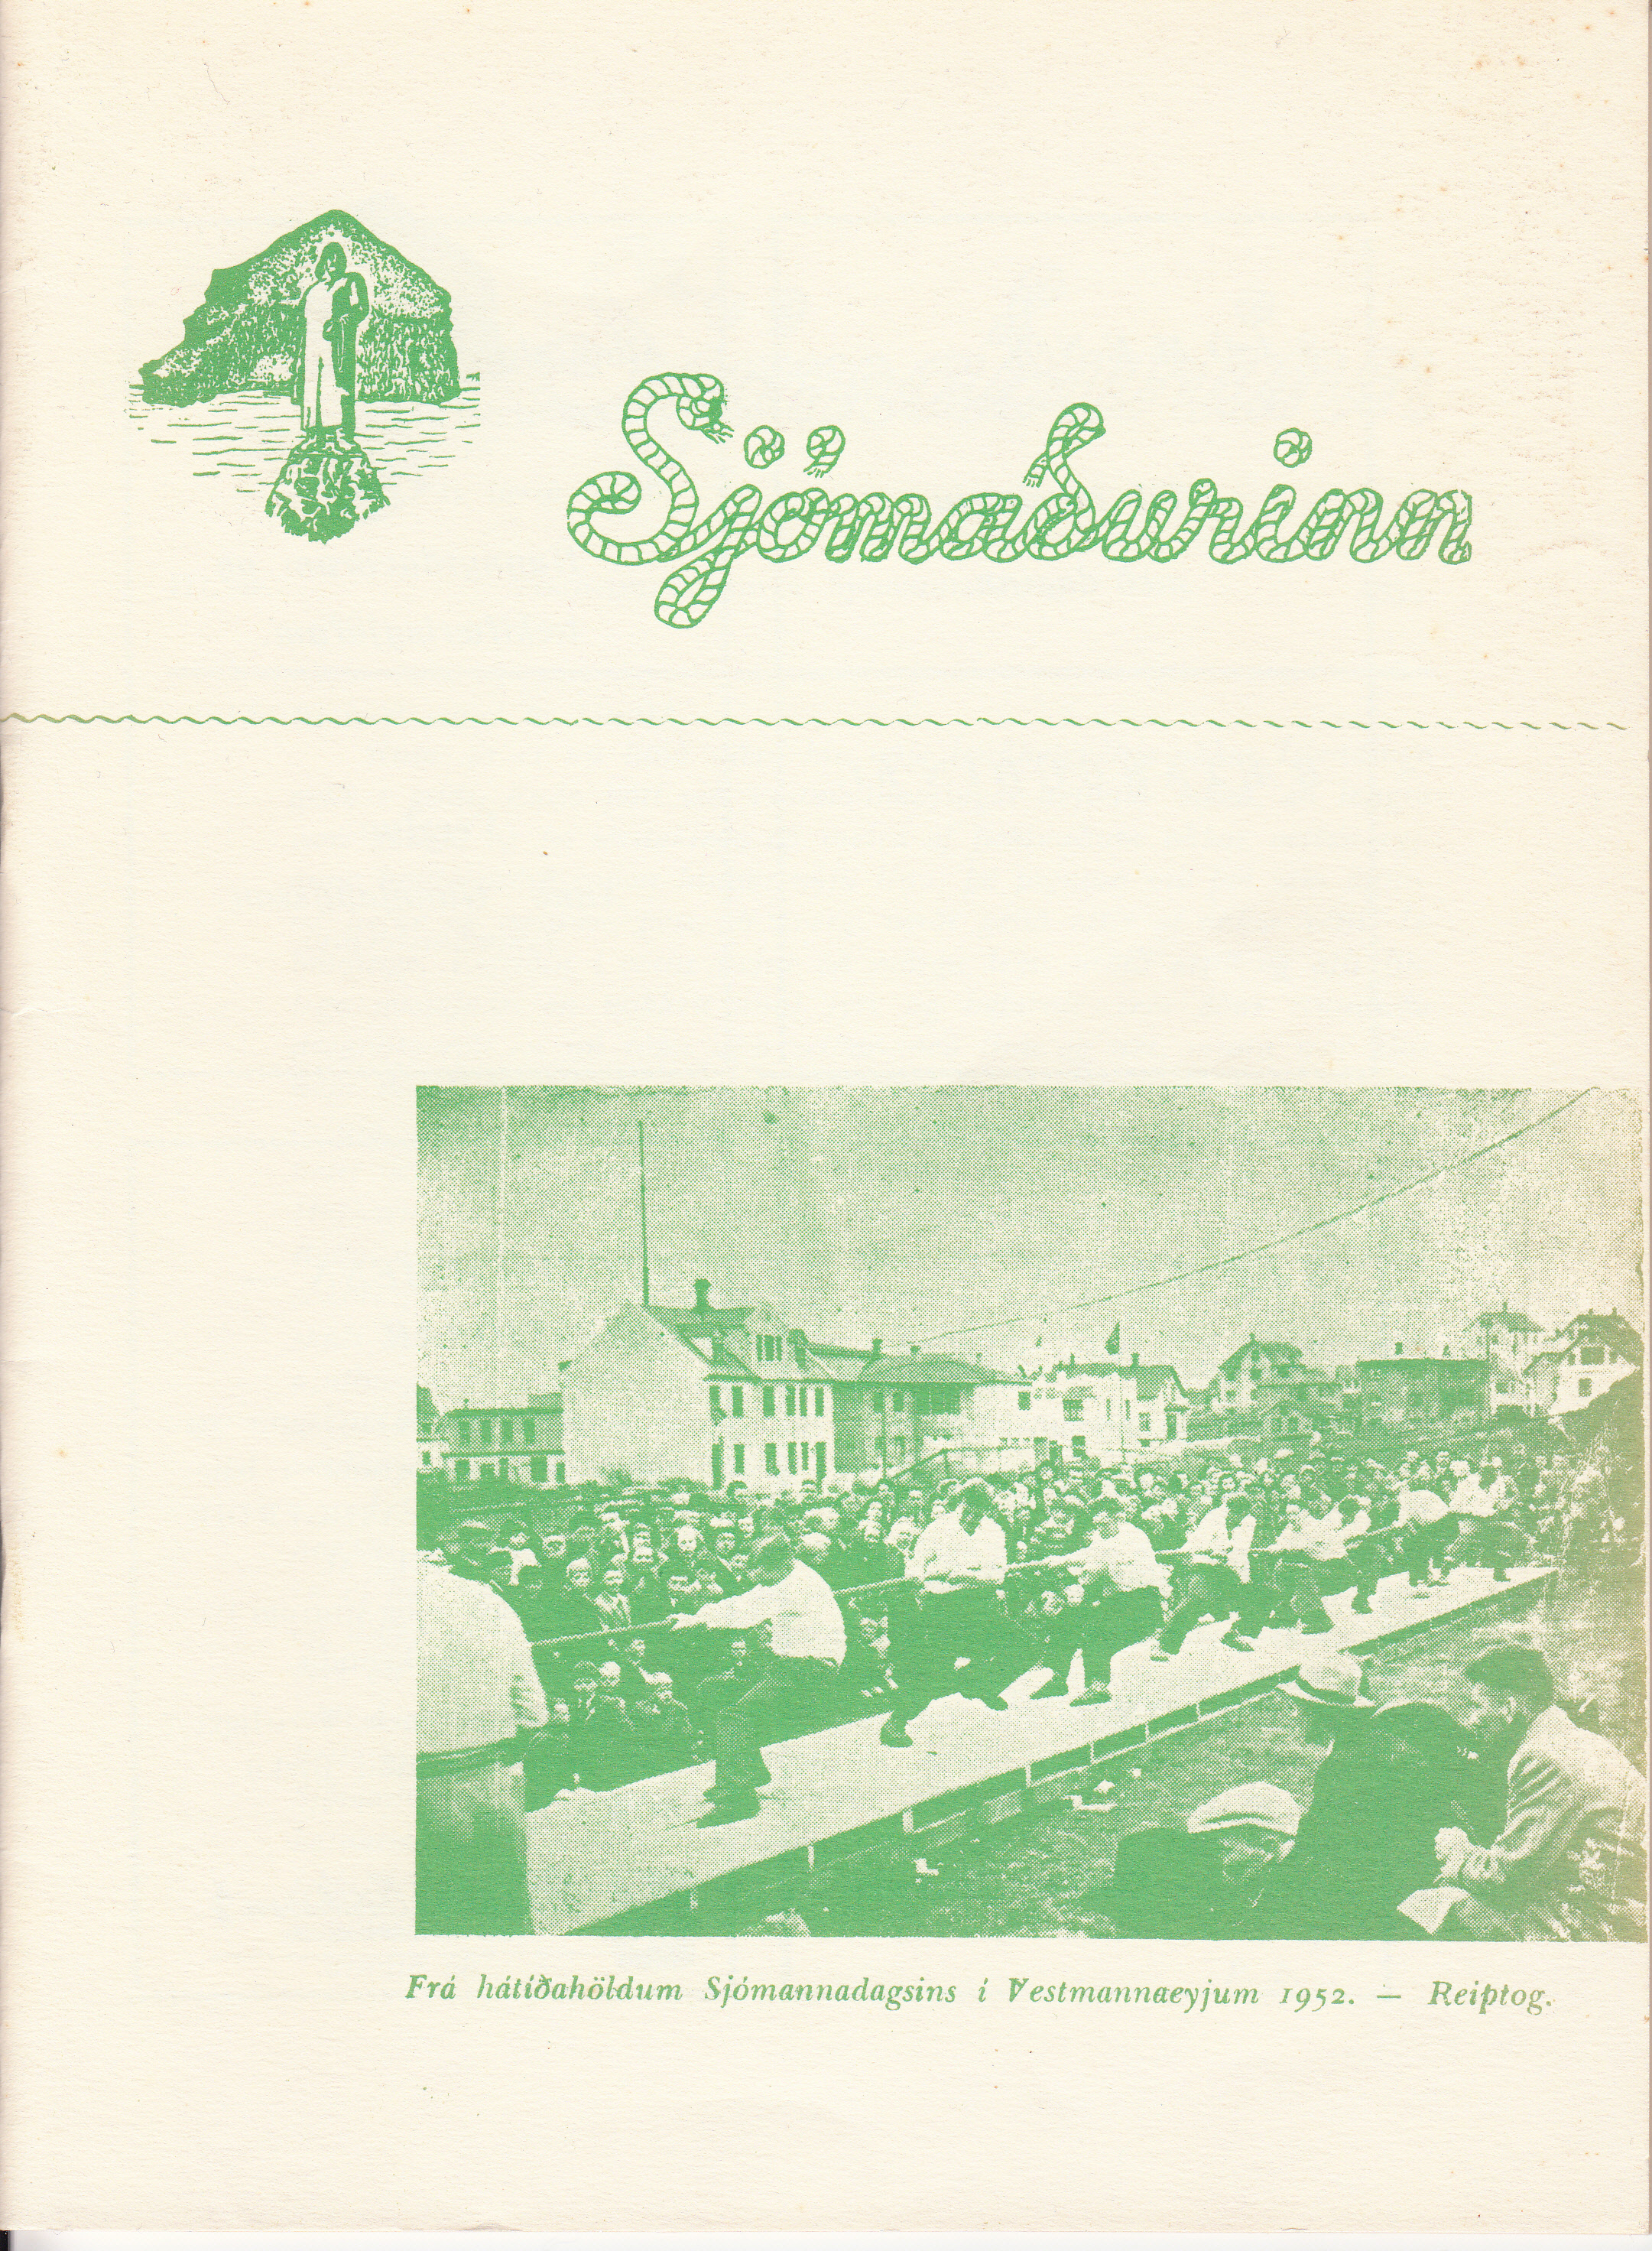 Sjómaðurinn
Frá hátíðahöldum Sjómannadagsins í Vestmannaeyjum 1952. — Reiptog.